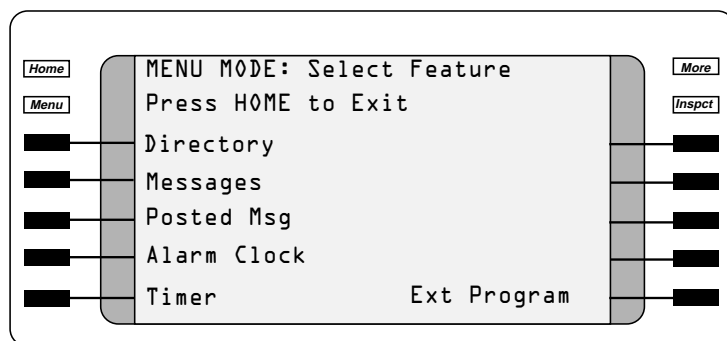 Home
More
MENU MODE: Select Feature
Menu
Inspct
Press HOME to Exit
Directory
Messages
Posted Msg
Alarm Clock
Timer Ext Program